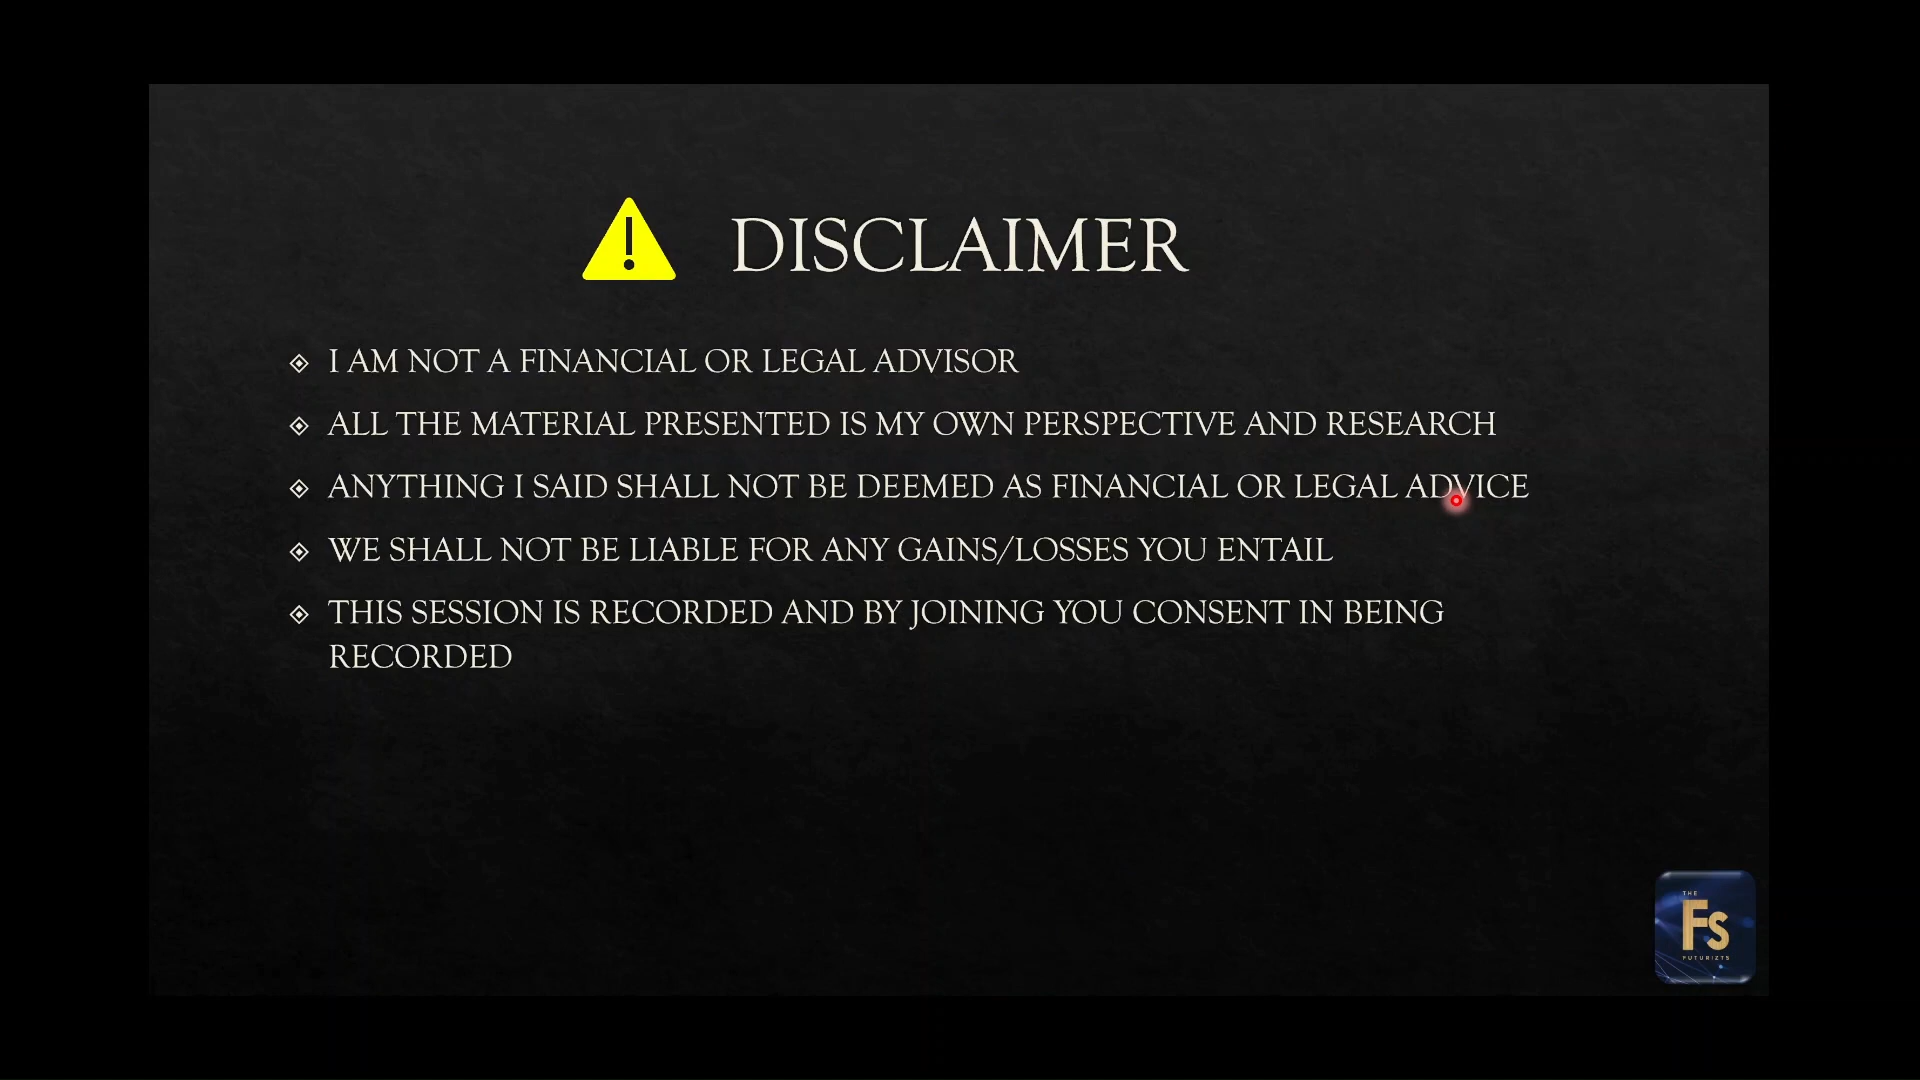 DISCLAIMER
I AM NOT A FINANCIAL OR LEGAL ADVISOR
ALL THE MATERIAL PRESENTED IS MY OWN PERSPECTIVE AND RESEARCH
ANYTHING I SAID SHALL NOT BE DEEMED AS FINANCIAL OR LEGAL ADVICE
WE SHALL NOT BE LIABLE FOR ANY GAINS/LOSSES YOU ENTAIL
THIS SESSION IS RECORDED AND BY JOINING YOU CONSENT IN BEING
RECORDED
THE
Fs
FUTURIZTS